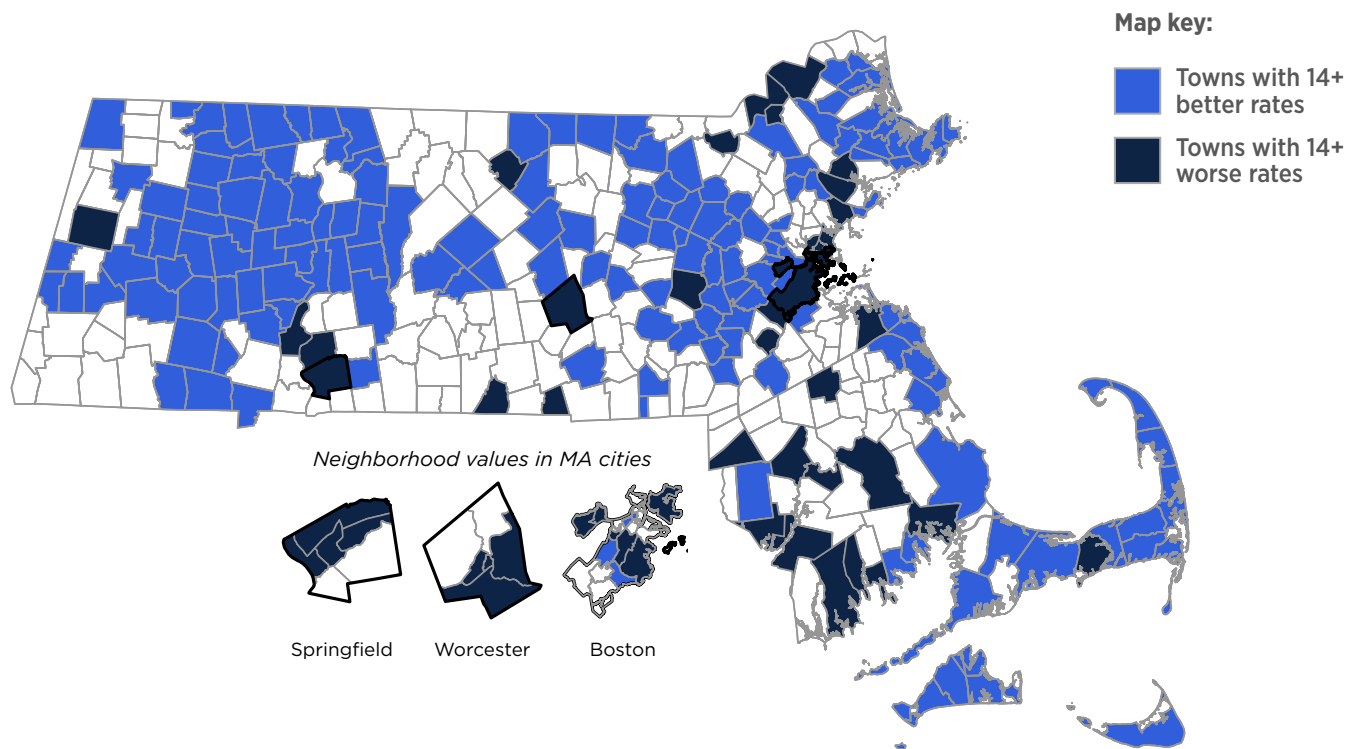 Map key:
Towns with 14+
better rates
Towns with 14+
worse rates
Neighborhood values in MA cities
Springfield
Worcester
Boston